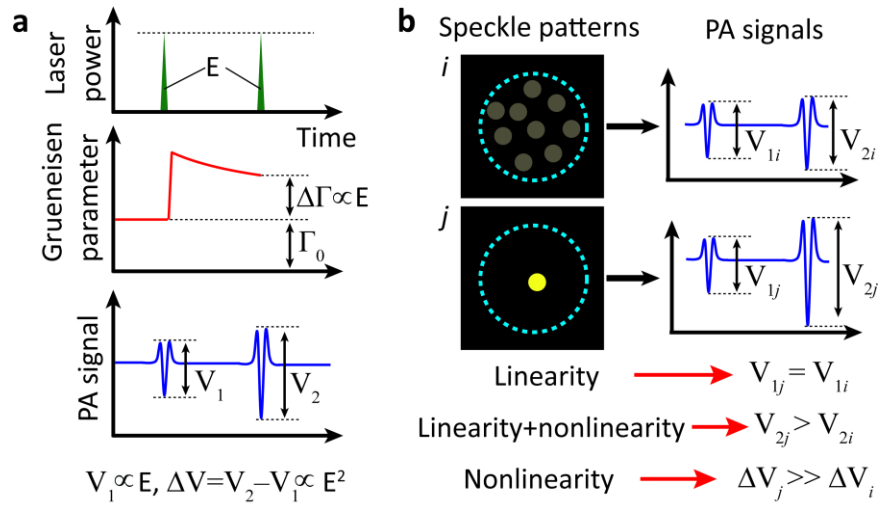 a
Laser
power
E
Time
Grueneisen
parameter
ΔΓ∝E
Γ₀
PA signal
V₁
V₂
V₁∝E, ΔV=V₂−V₁∝ E²
b
Speckle patterns
PA signals
i
V₁ᵢ
V₂ᵢ
j
V₁ⱼ
V₂ⱼ
Linearity
V₁ⱼ= V₁ᵢ
Linearity+nonlinearity
V₂ⱼ> V₂ᵢ
Nonlinearity
ΔVⱼ>> ΔVᵢ